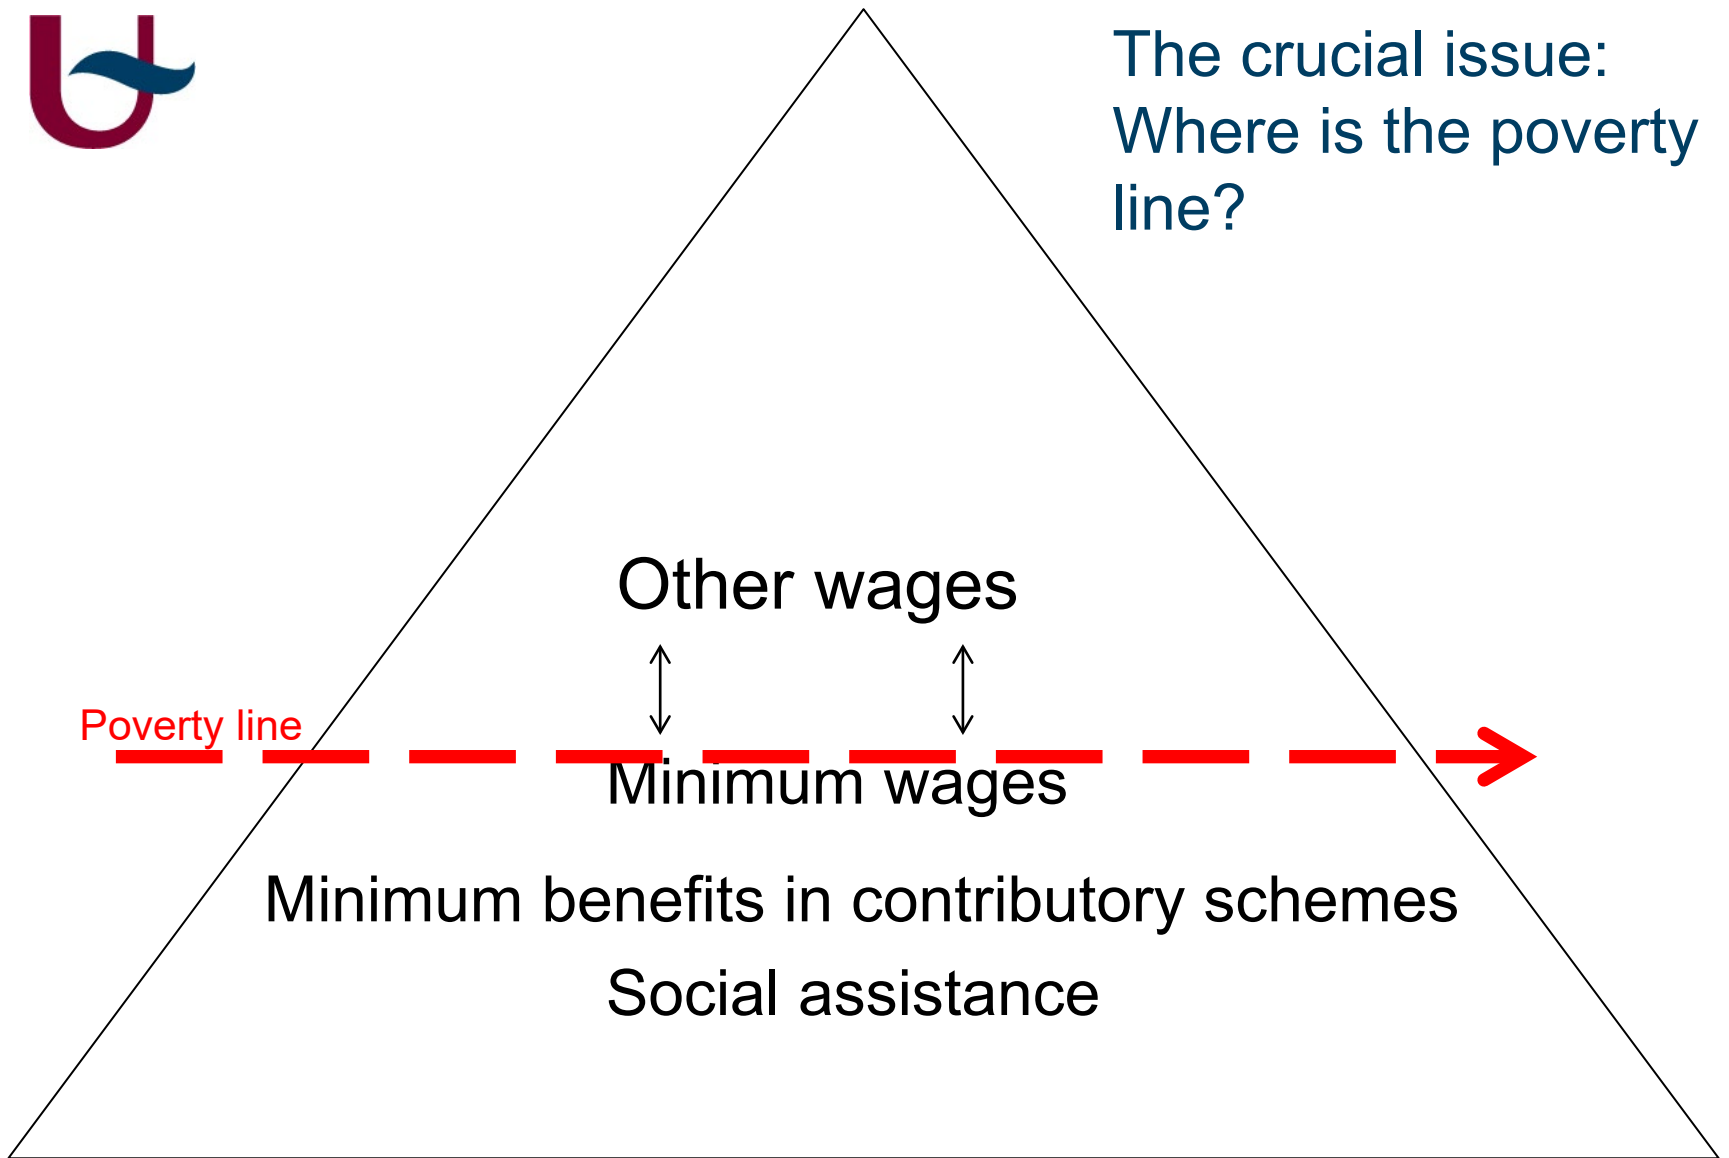 The crucial issue:
Where is the poverty
line?
Other wages
Poverty line
Minimum wages
Minimum benefits in contributory schemes
Social assistance